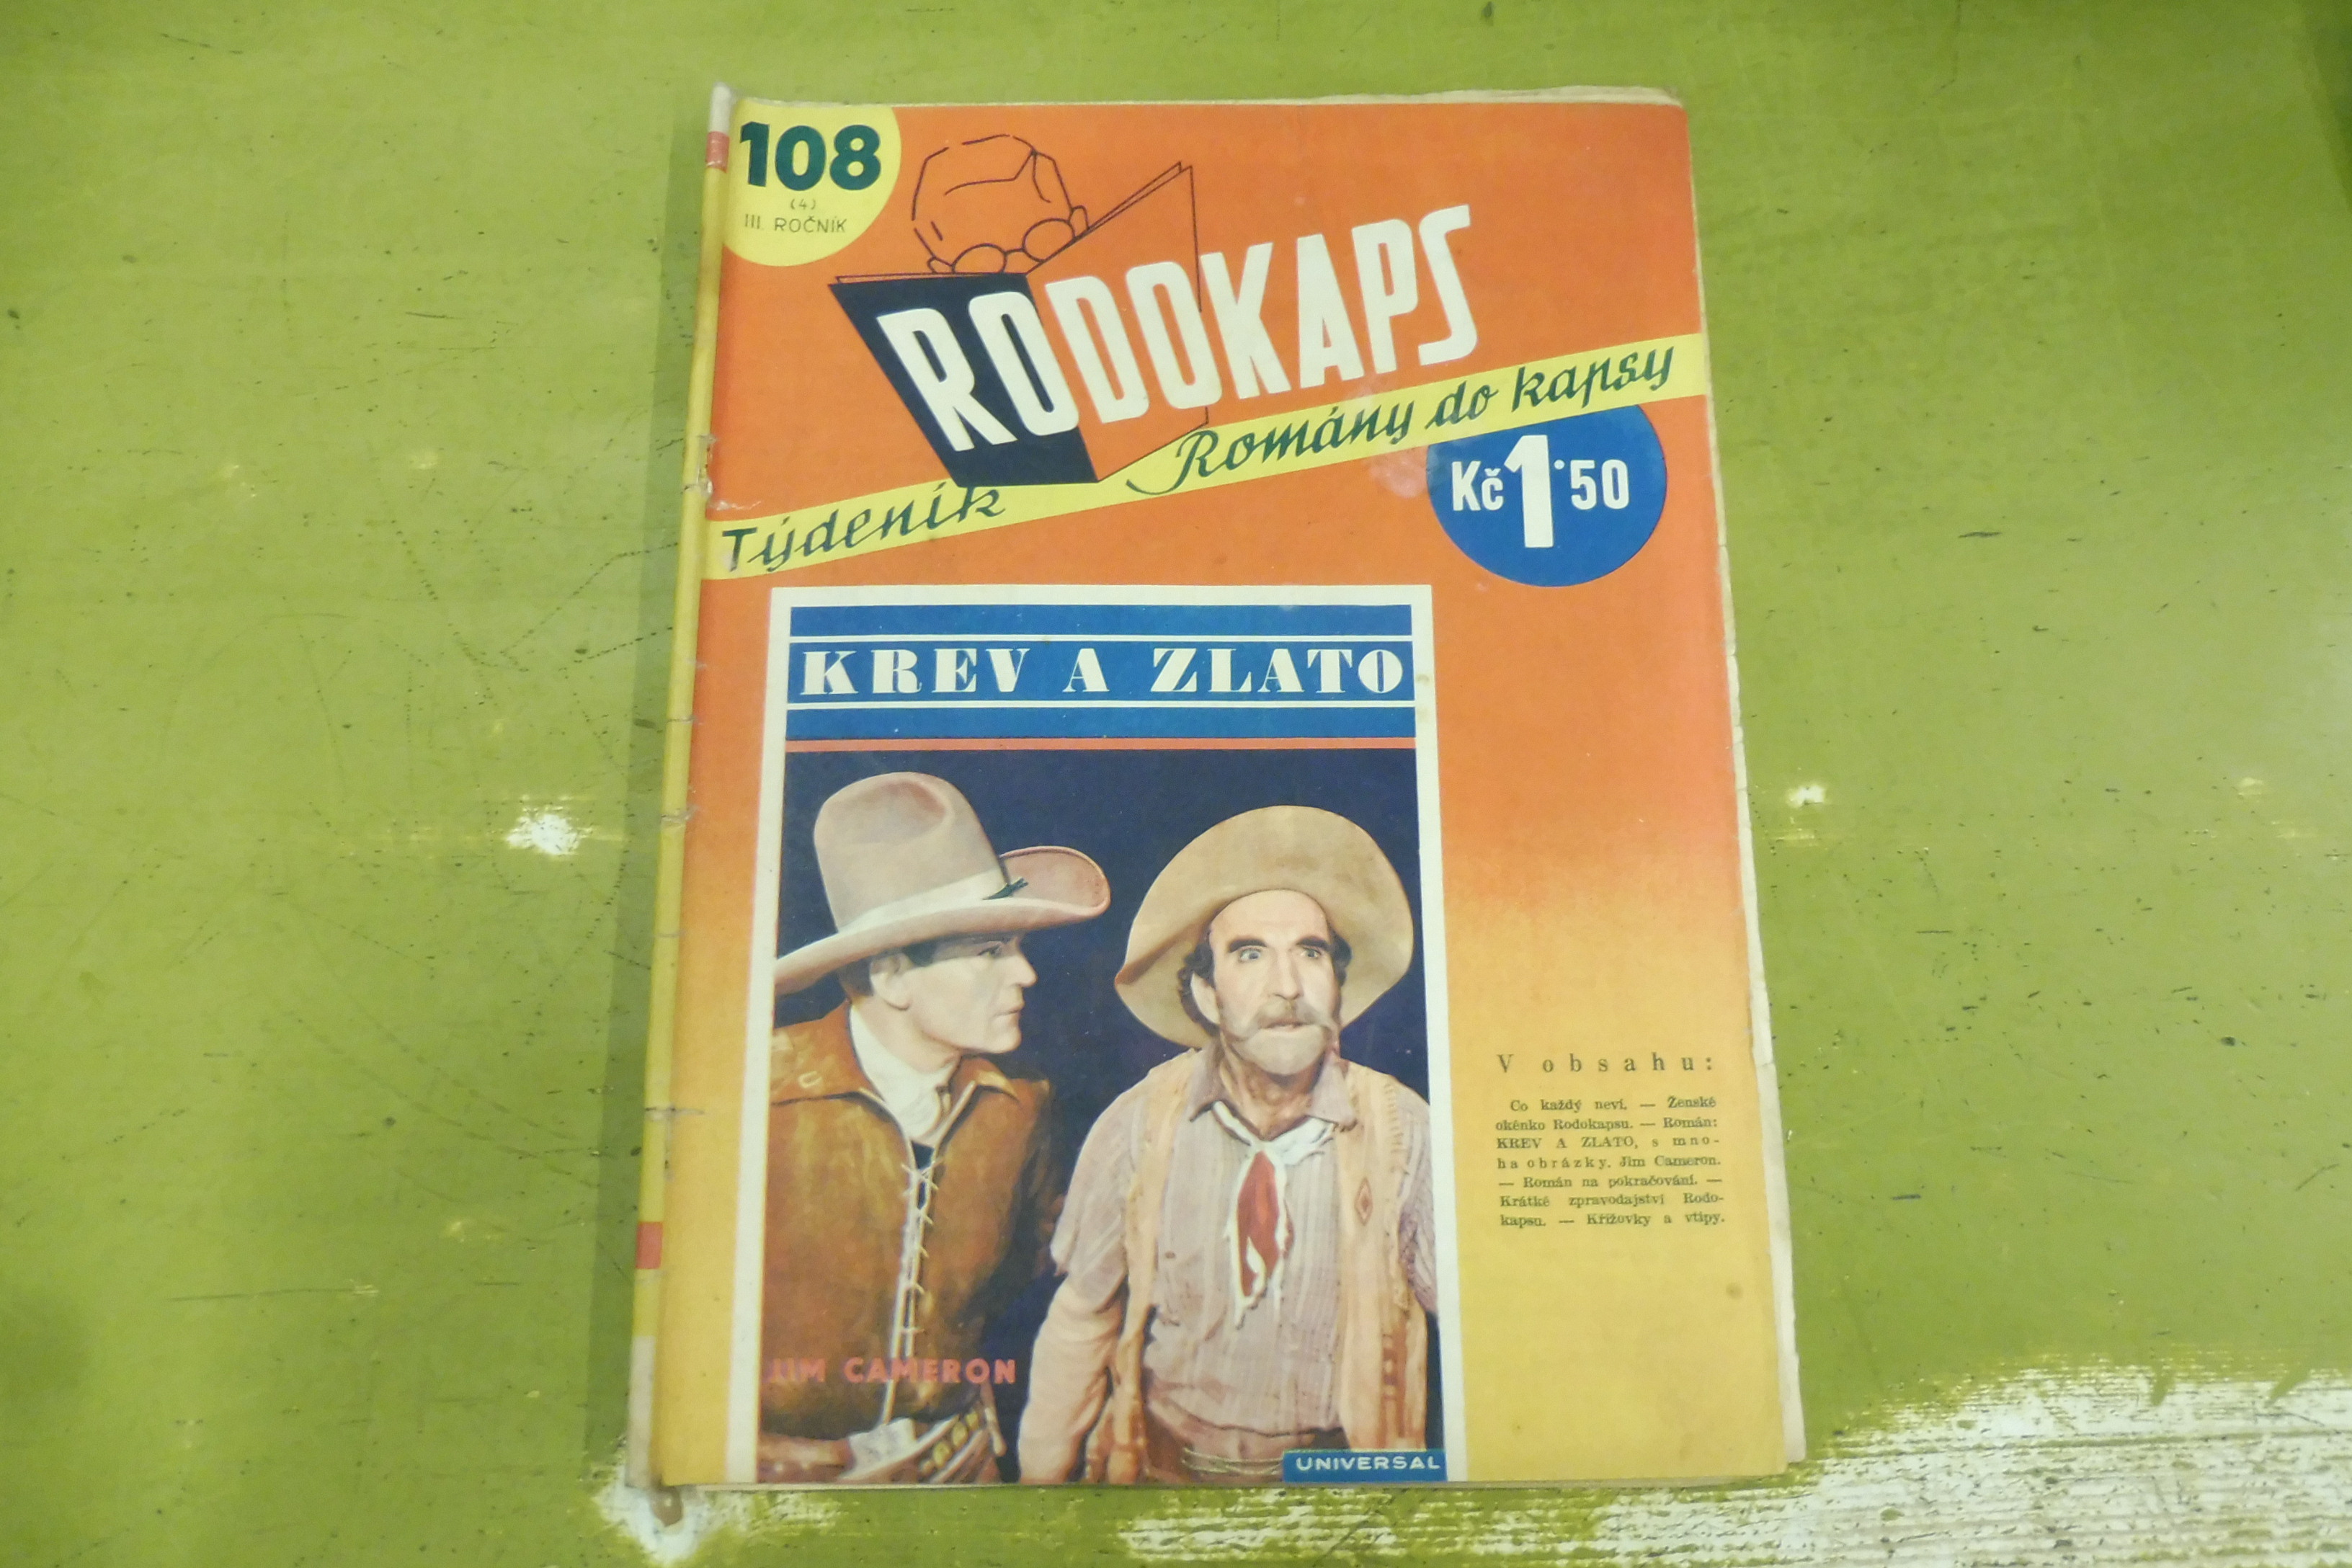 108
(4)
III. ROČNÍK
RODOKAPS
Týdeník Romány do kapsy
Kč 1·50
KREV A ZLATO
V obsahu:
Co každý neví. — Ženské
okénko Rodokapsu. — Román:
KREV A ZLATO, s mno-
ha obrázky. Jim Cameron.
— Román na pokračování. —
Krátké zpravodajství Rodo-
kapsu. — Křížovky a vtipy.
JIM CAMERON
UNIVERSAL